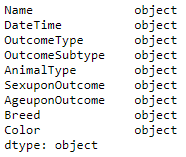 Name object
DateTime object
OutcomeType object
OutcomeSubtype object
AnimalType object
SexuponOutcome object
AgeuponOutcome object
Breed object
Color object
dtype: object